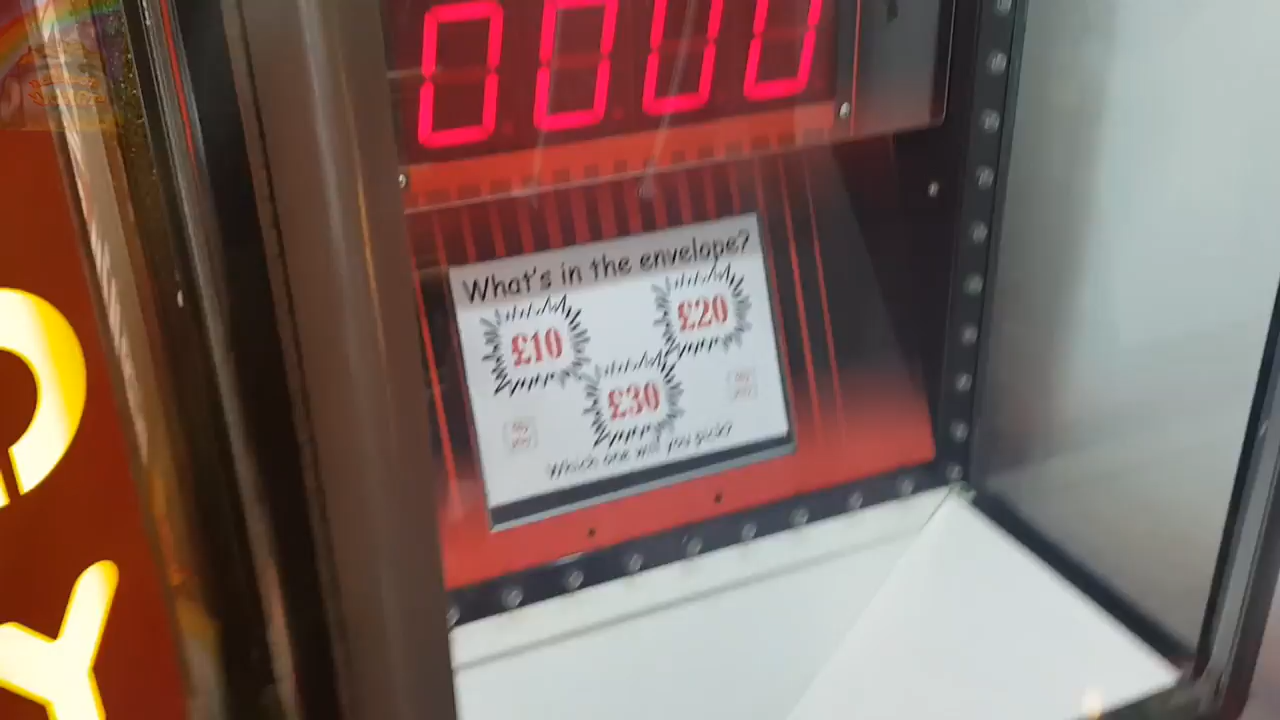 0000
What's in the envelope?
£10
£20
£30
Which one will you pick?
C
Y